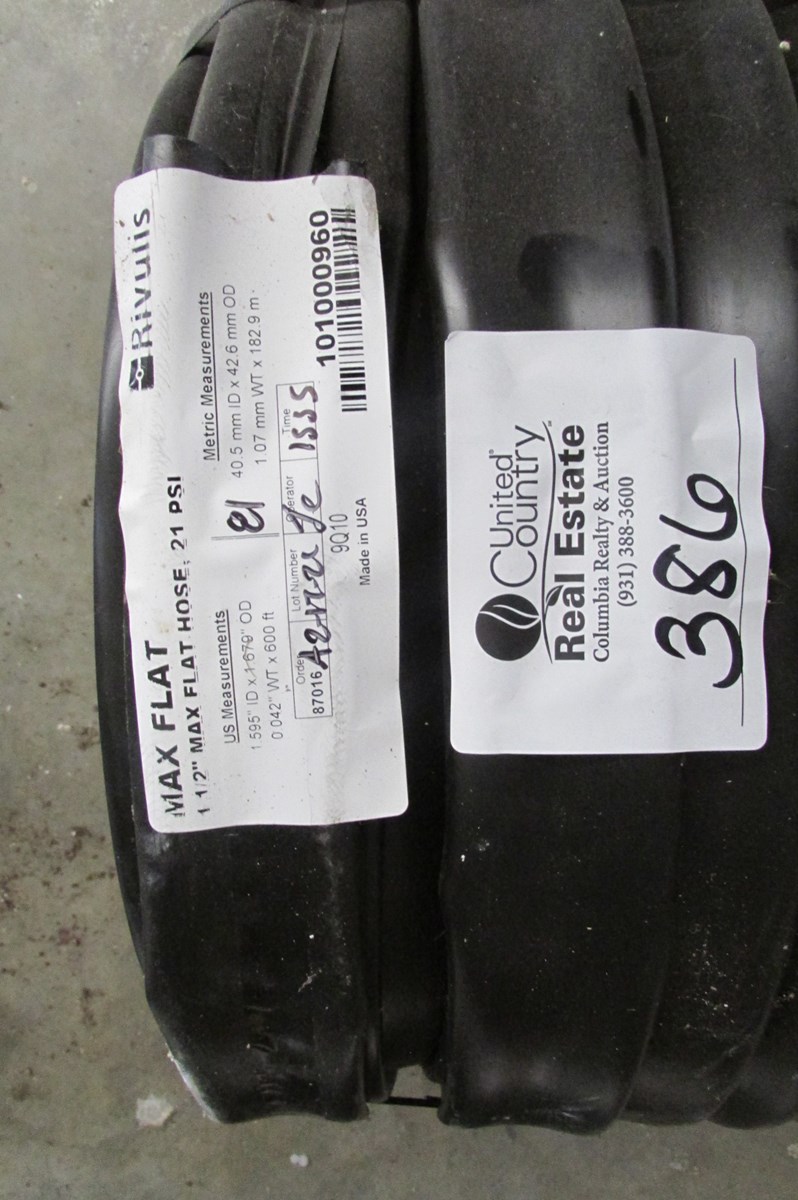 Rivulis
MAX FLAT
1 1/2" MAX FLAT HOSE, 21 PSI
US Measurements
1.595" ID x 1.679" OD
0.042" WT x 600 ft
21
Metric Measurements
40.5 mm ID x 42.6 mm OD
1.07 mm WT x 182.9 m
Lot Number
Operator
Time
87016
1535
9Q10
Made in USA
101000960
United
Country
Real Estate
Columbia Realty & Auction
(931) 388-3600
386